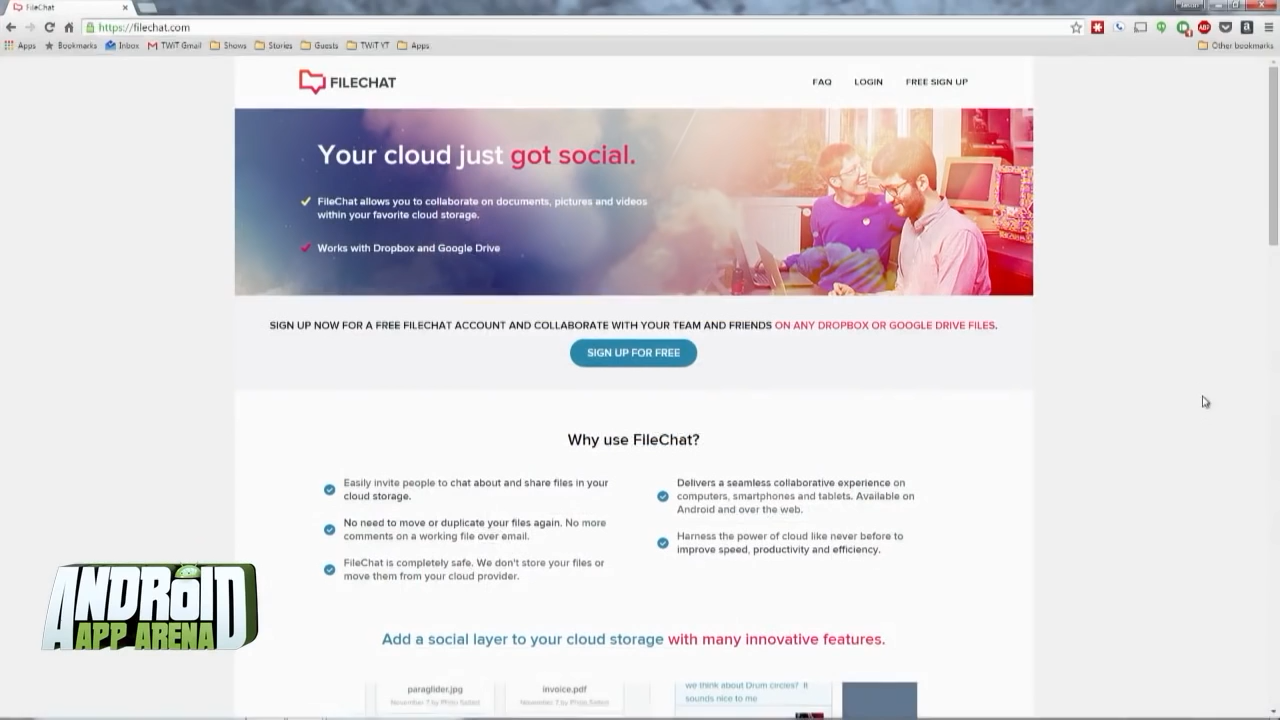 FileChat
Jason
https://filechat.com
Apps
Bookmarks
Inbox
TWiT Gmail
Shows
Stories
Guests
TWiT YT
Apps
Other bookmarks
FILECHAT
FAQ
LOGIN
FREE SIGN UP
Your cloud just got social.
FileChat allows you to collaborate on documents, pictures and videos
within your favorite cloud storage.
Works with Dropbox and Google Drive
SIGN UP NOW FOR A FREE FILECHAT ACCOUNT AND COLLABORATE WITH YOUR TEAM AND FRIENDS ON ANY DROPBOX OR GOOGLE DRIVE FILES.
SIGN UP FOR FREE
Why use FileChat?
Easily invite people to chat about and share files in your
cloud storage.
No need to move or duplicate your files again. No more
comments on a working file over email.
FileChat is completely safe. We don't store your files or
move them from your cloud provider.
Delivers a seamless collaborative experience on
computers, smartphones and tablets. Available on
Android and over the web.
Harness the power of cloud like never before to
improve speed, productivity and efficiency.
ANDROID
APP ARENA
Add a social layer to your cloud storage with many innovative features.
paraglider.jpg
November 7 by
invoice.pdf
November 7 by
we think about Drum circles? It
sounds nice to me